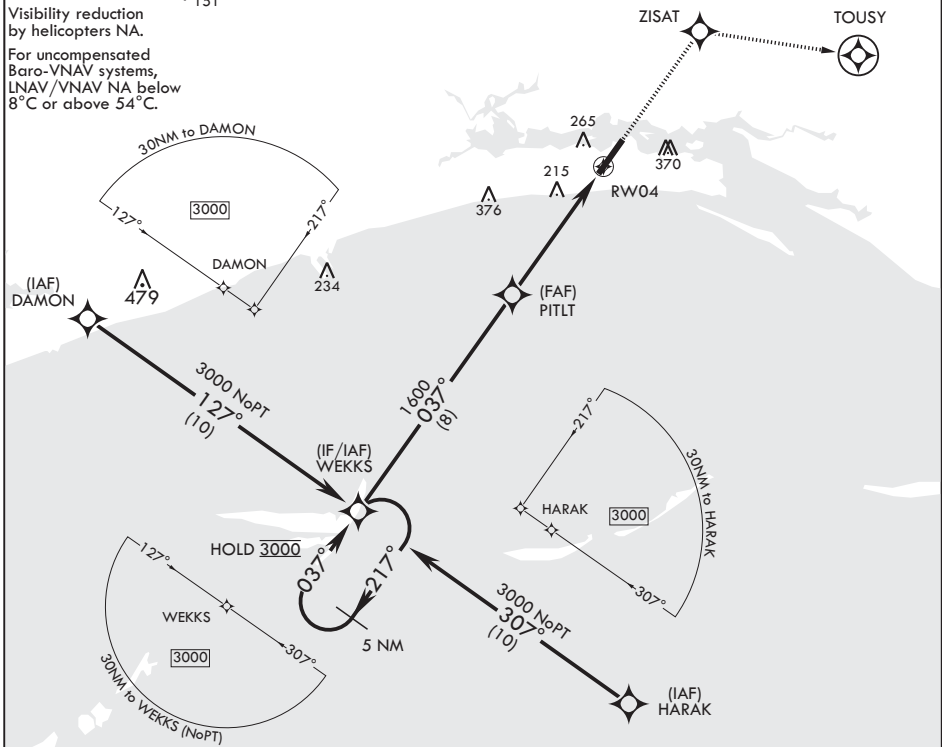 151
Visibility reduction
by helicopters NA.
For uncompensated
Baro-VNAV systems,
LNAV/VNAV NA below
8°C or above 54°C.
ZISAT
TOUSY
30NM to DAMON
265
370
215
RW04
376
127°
3000
217°
DAMON
234
(IAF)
DAMON
479
(FAF)
PITLT
3000 NoPT
127°
(10)
1600
037°
(8)
(IF/IAF)
WEKKS
217°
30NM to HARAK
HARAK
3000
307°
HOLD 3000
037°
217°
5 NM
127°
WEKKS
3000
307°
30NM to WEKKS (NoPT)
3000 NoPT
307°
(10)
(IAF)
HARAK